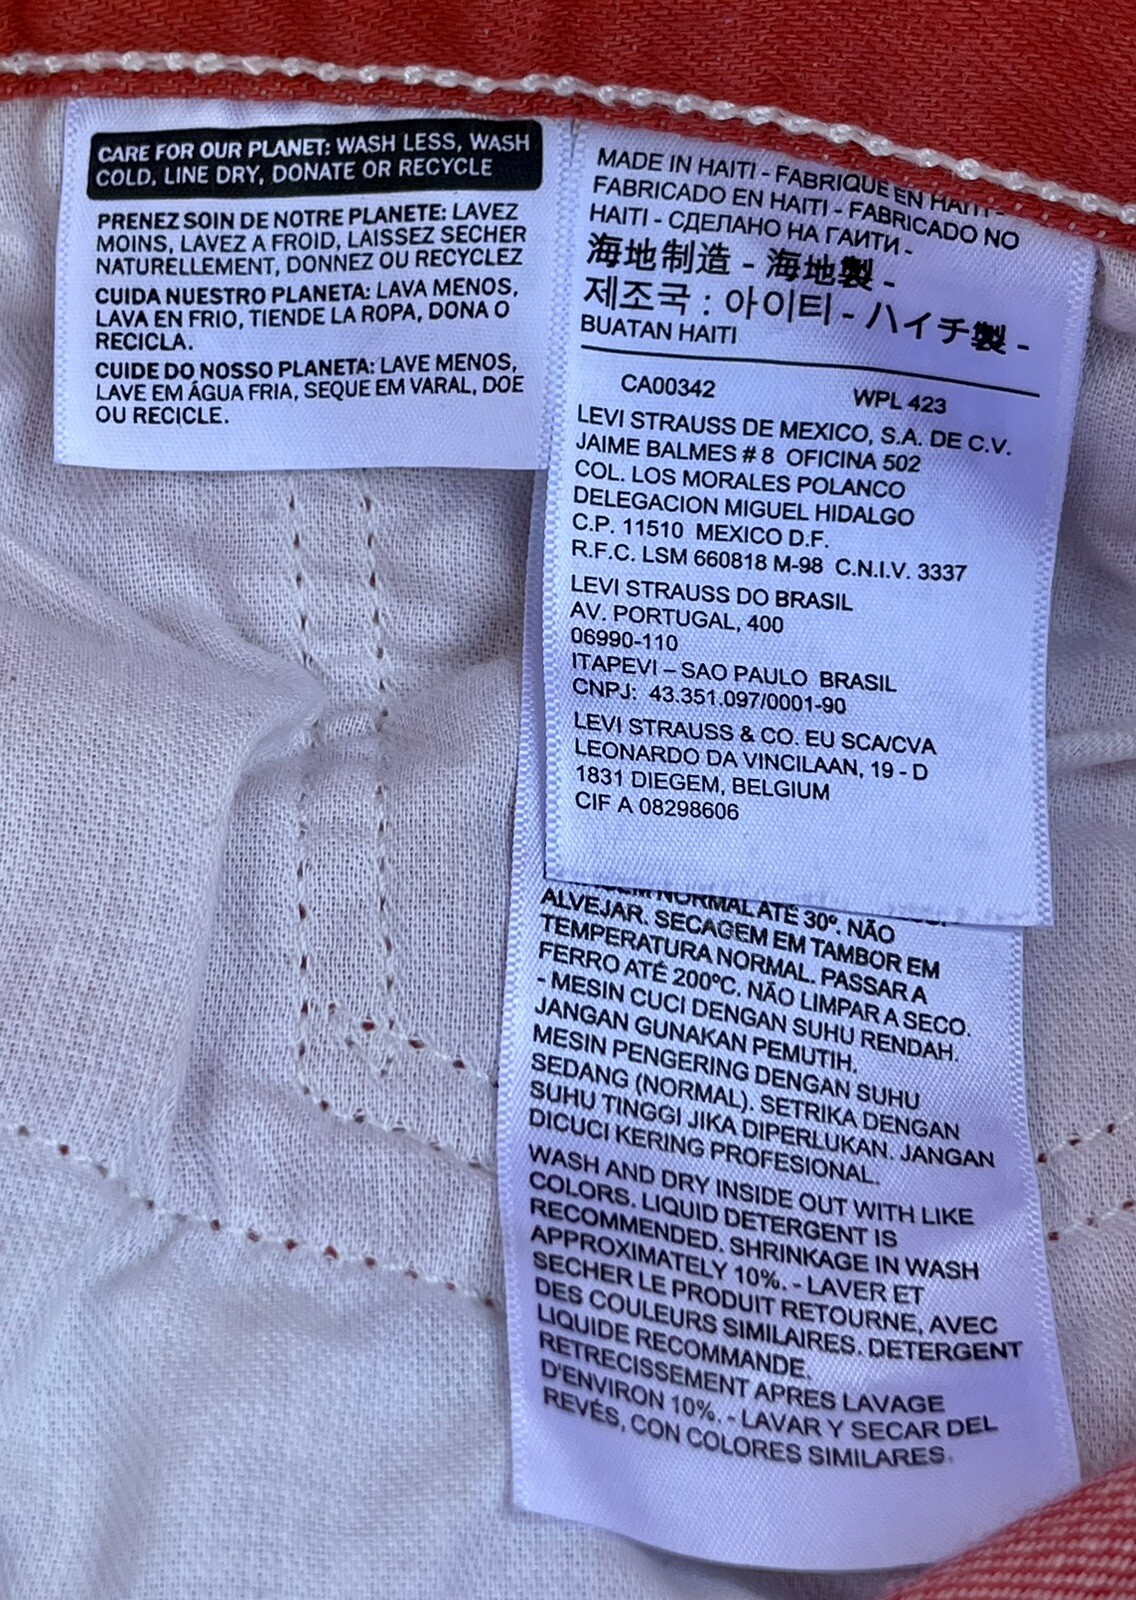 CARE FOR OUR PLANET: WASH LESS, WASH
COLD, LINE DRY, DONATE OR RECYCLE
PRENEZ SOIN DE NOTRE PLANETE: LAVEZ
MOINS, LAVEZ A FROID, LAISSEZ SECHER
NATURELLEMENT, DONNEZ OU RECYCLEZ
CUIDA NUESTRO PLANETA: LAVA MENOS,
LAVA EN FRIO, TIENDE LA ROPA, DONA O
RECICLA.
CUIDE DO NOSSO PLANETA: LAVE MENOS,
LAVE EM ÁGUA FRIA, SEQUE EM VARAL, DOE
OU RECICLE.
MADE IN HAITI - FABRIQUE EN HAITI -
FABRICADO EN HAITI - FABRICADO NO
HAITI - СДЕЛАНО НА ГАИТИ -
海地制造 - 海地製 -
제조국 : 아이티 - ハイチ製 -
BUATAN HAITI
CA00342 WPL 423
LEVI STRAUSS DE MEXICO, S.A. DE C.V.
JAIME BALMES # 8 OFICINA 502
COL. LOS MORALES POLANCO
DELEGACION MIGUEL HIDALGO
C.P. 11510 MEXICO D.F.
R.F.C. LSM 660818 M-98 C.N.I.V. 3337
LEVI STRAUSS DO BRASIL
AV. PORTUGAL, 400
06990-110
ITAPEVI – SAO PAULO BRASIL
CNPJ: 43.351.097/0001-90
LEVI STRAUSS & CO. EU SCA/CVA
LEONARDO DA VINCILAAN, 19 - D
1831 DIEGEM, BELGIUM
CIF A 08298606
NORMAL ATÉ 30º. NÃO
ALVEJAR. SECAGEM EM TAMBOR EM
TEMPERATURA NORMAL. PASSAR A
FERRO ATÉ 200ºC. NÃO LIMPAR A SECO.
- MESIN CUCI DENGAN SUHU RENDAH.
JANGAN GUNAKAN PEMUTIH.
MESIN PENGERING DENGAN SUHU
SEDANG (NORMAL). SETRIKA DENGAN
SUHU TINGGI JIKA DIPERLUKAN. JANGAN
DICUCI KERING PROFESIONAL.
WASH AND DRY INSIDE OUT WITH LIKE
COLORS. LIQUID DETERGENT IS
RECOMMENDED. SHRINKAGE IN WASH
APPROXIMATELY 10%. - LAVER ET
SECHER LE PRODUIT RETOURNE, AVEC
DES COULEURS SIMILAIRES. DETERGENT
LIQUIDE RECOMMANDE.
RETRECISSEMENT APRES LAVAGE
D'ENVIRON 10%. - LAVAR Y SECAR DEL
REVÉS, CON COLORES SIMILARES.